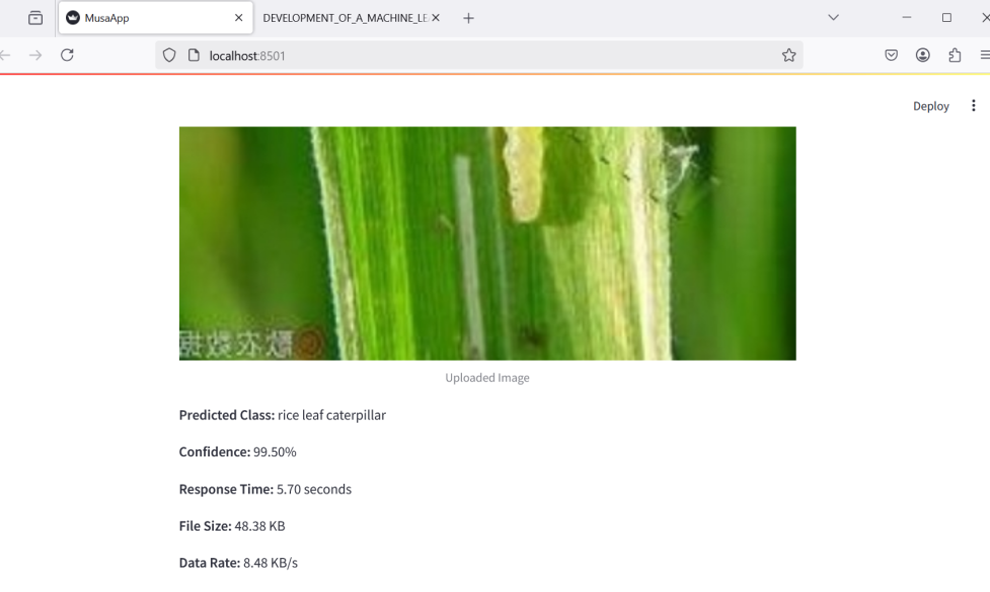 MusaApp
DEVELOPMENT_OF_A_MACHINE_LE
localhost:8501
Deploy
Uploaded Image
Predicted Class: rice leaf caterpillar
Confidence: 99.50%
Response Time: 5.70 seconds
File Size: 48.38 KB
Data Rate: 8.48 KB/s